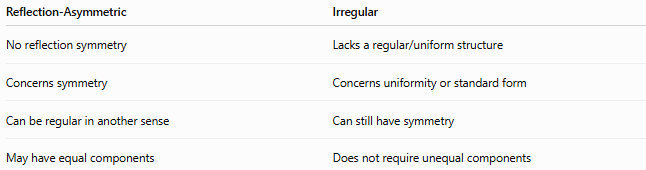 Reflection-Asymmetric Irregular
No reflection symmetry Lacks a regular/uniform structure
Concerns symmetry Concerns uniformity or standard form
Can be regular in another sense Can still have symmetry
May have equal components Does not require unequal components